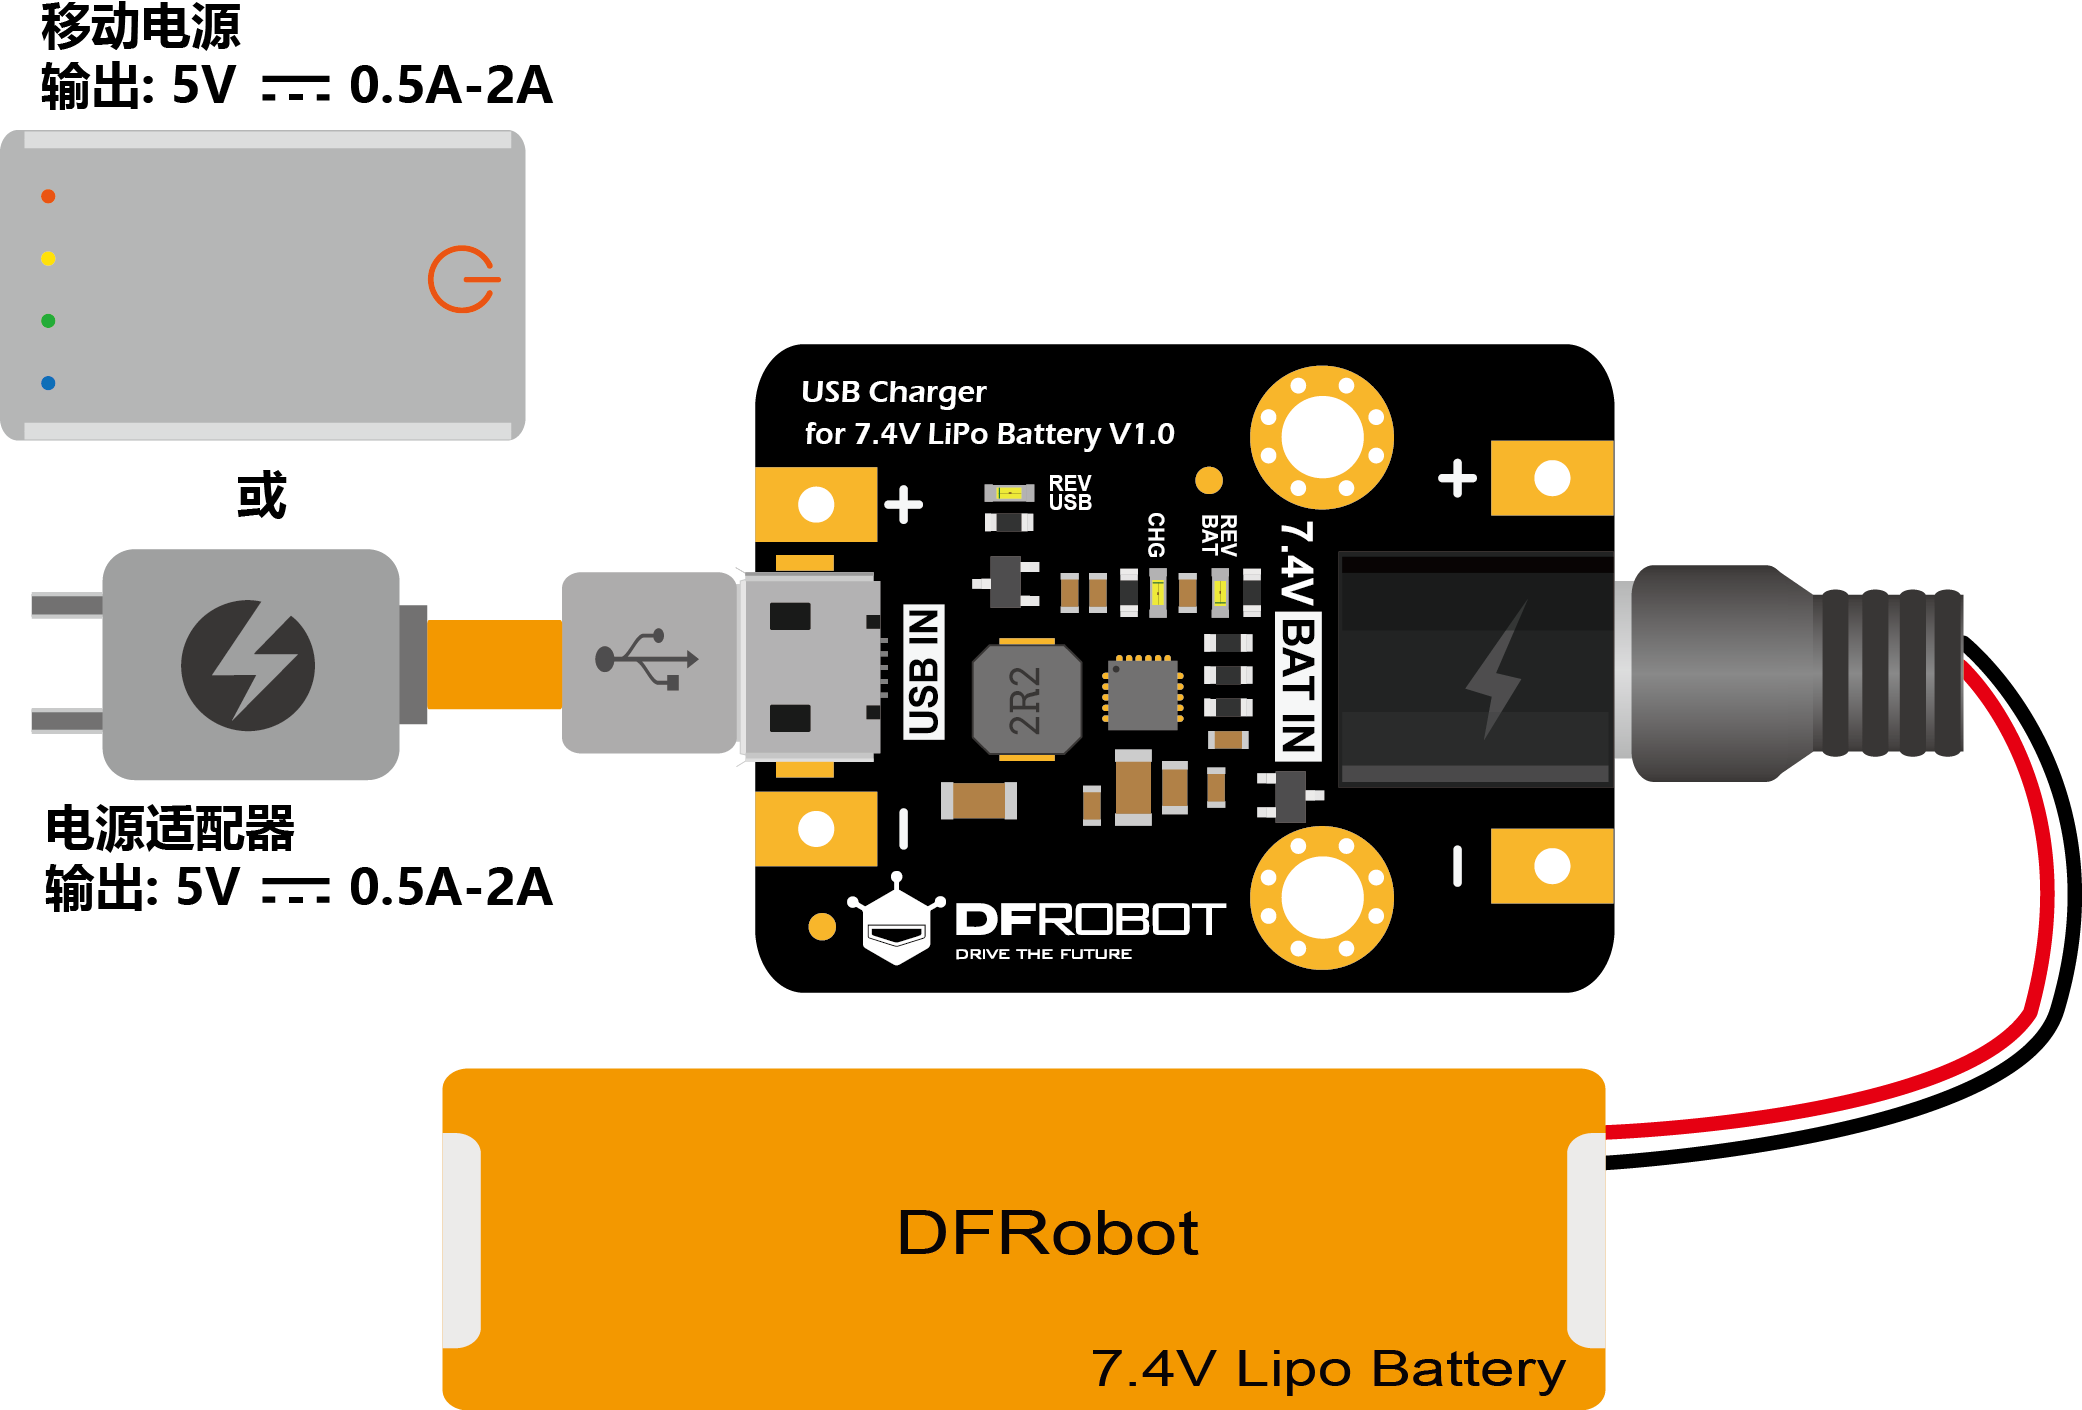 移动电源
输出: 5V ⎓ 0.5A-2A
或
电源适配器
输出: 5V ⎓ 0.5A-2A
USB Charger
for 7.4V LiPo Battery V1.0
+
REV
USB
CHG
REV
BAT
7.4V BAT IN
+
USB IN
2R2
−
−
DFROBOT
DRIVE THE FUTURE
DFRobot
7.4V Lipo Battery